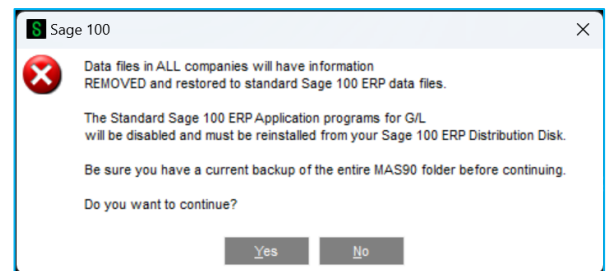 S Sage 100
Data files in ALL companies will have information
REMOVED and restored to standard Sage 100 ERP data files.
The Standard Sage 100 ERP Application programs for G/L
will be disabled and must be reinstalled from your Sage 100 ERP Distribution Disk.
Be sure you have a current backup of the entire MAS90 folder before continuing.
Do you want to continue?
Yes No